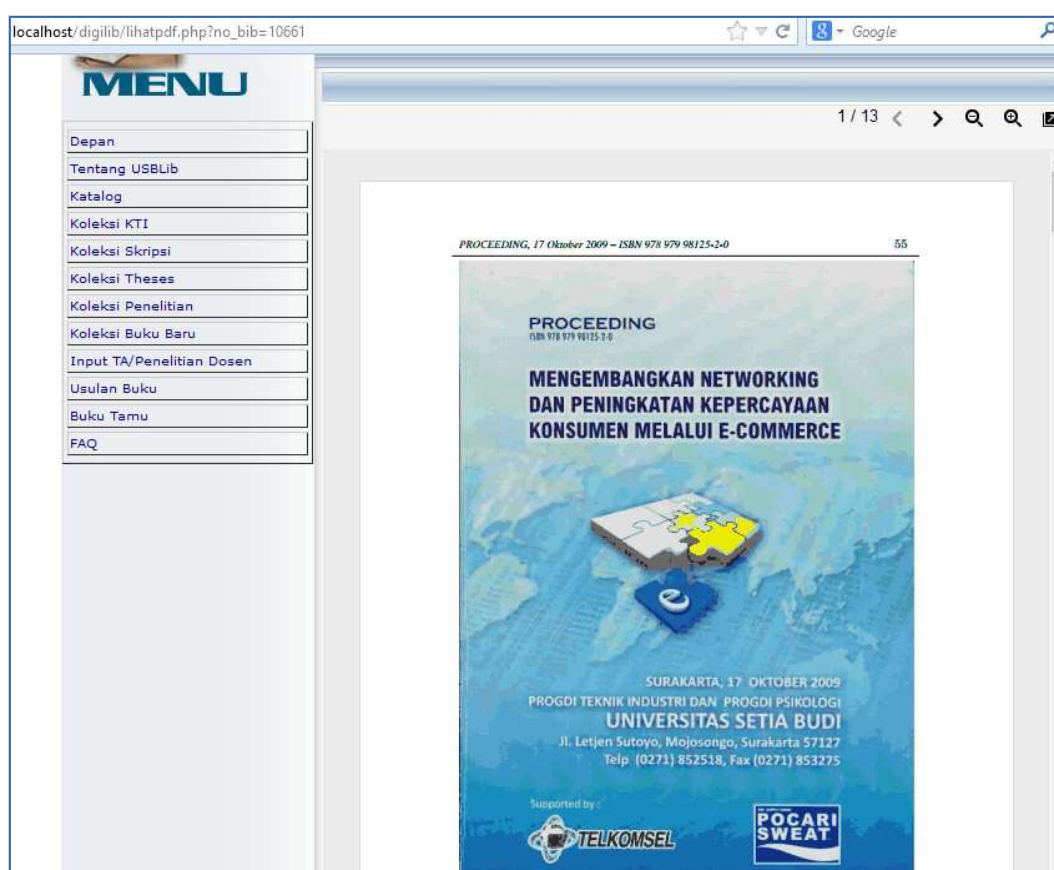 localhost/digilib/lihatpdf.php?no_bib=10661
Google
MENU
Depan
Tentang USBLib
Katalog
Koleksi KTI
Koleksi Skripsi
Koleksi Theses
Koleksi Penelitian
Koleksi Buku Baru
Input TA/Penelitian Dosen
Usulan Buku
Buku Tamu
FAQ
1 / 13
PROCEEDING, 17 Oktober 2009 – ISBN 978 979 98125-2-0 55
PROCEEDING
ISBN 978 979 98125-2-0
MENGEMBANGKAN NETWORKING
DAN PENINGKATAN KEPERCAYAAN
KONSUMEN MELALUI E-COMMERCE
e
SURAKARTA, 17 OKTOBER 2009
PROGDI TEKNIK INDUSTRI DAN PROGDI PSIKOLOGI
UNIVERSITAS SETIA BUDI
Jl. Letjen Sutoyo, Mojosongo, Surakarta 57127
Telp (0271) 852518, Fax (0271) 853275
Supported by :
TELKOMSEL
POCARI
SWEAT